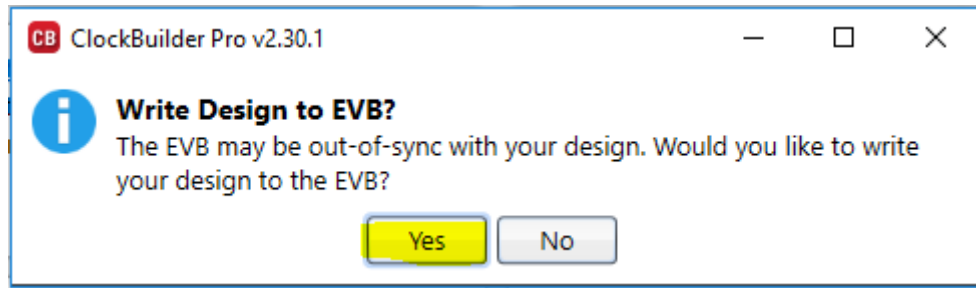 CB ClockBuilder Pro v2.30.1
Write Design to EVB?
The EVB may be out-of-sync with your design. Would you like to write
your design to the EVB?
Yes No